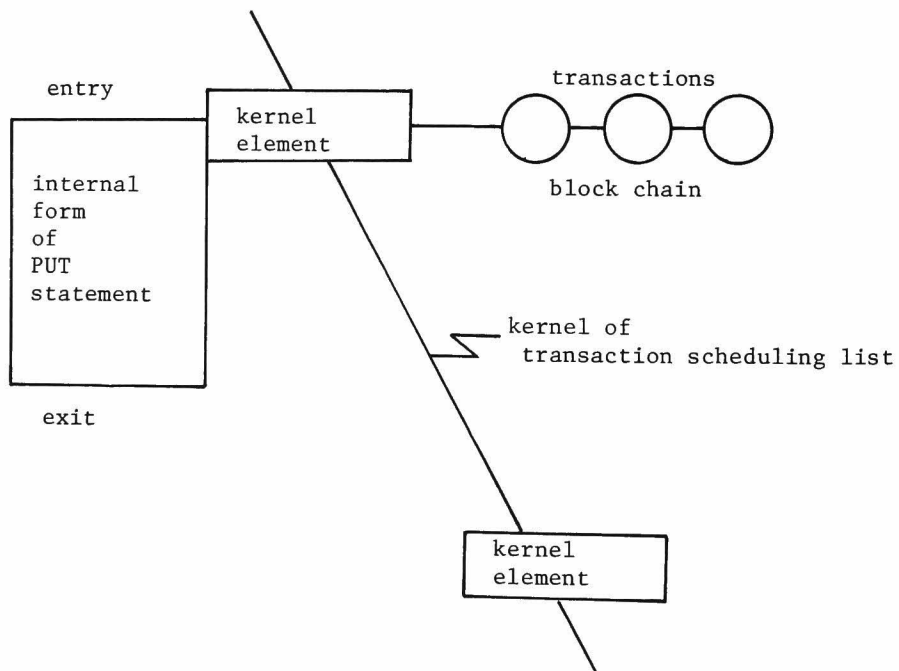 entry
kernel
element
transactions
block chain
internal
form
of
PUT
statement
kernel of
transaction scheduling list
exit
kernel
element